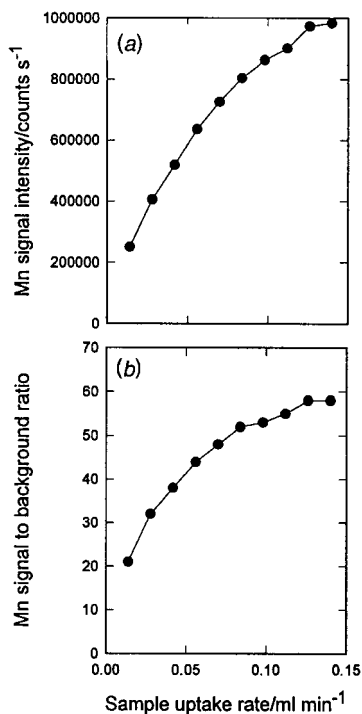 (a)
Mn signal intensity/counts s⁻¹
1000000
800000
600000
400000
200000
0
(b)
Mn signal to background ratio
70
60
50
40
30
20
10
0
0.00 0.05 0.10 0.15
Sample uptake rate/ml min⁻¹